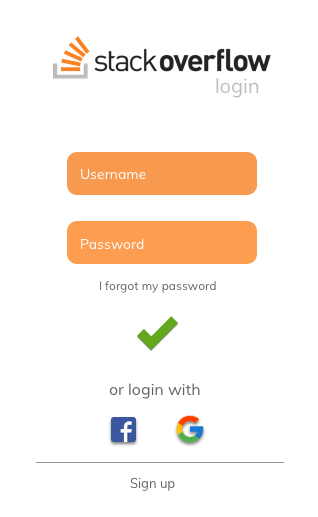 stackoverflow
login
Username
Password
I forgot my password
or login with
Sign up